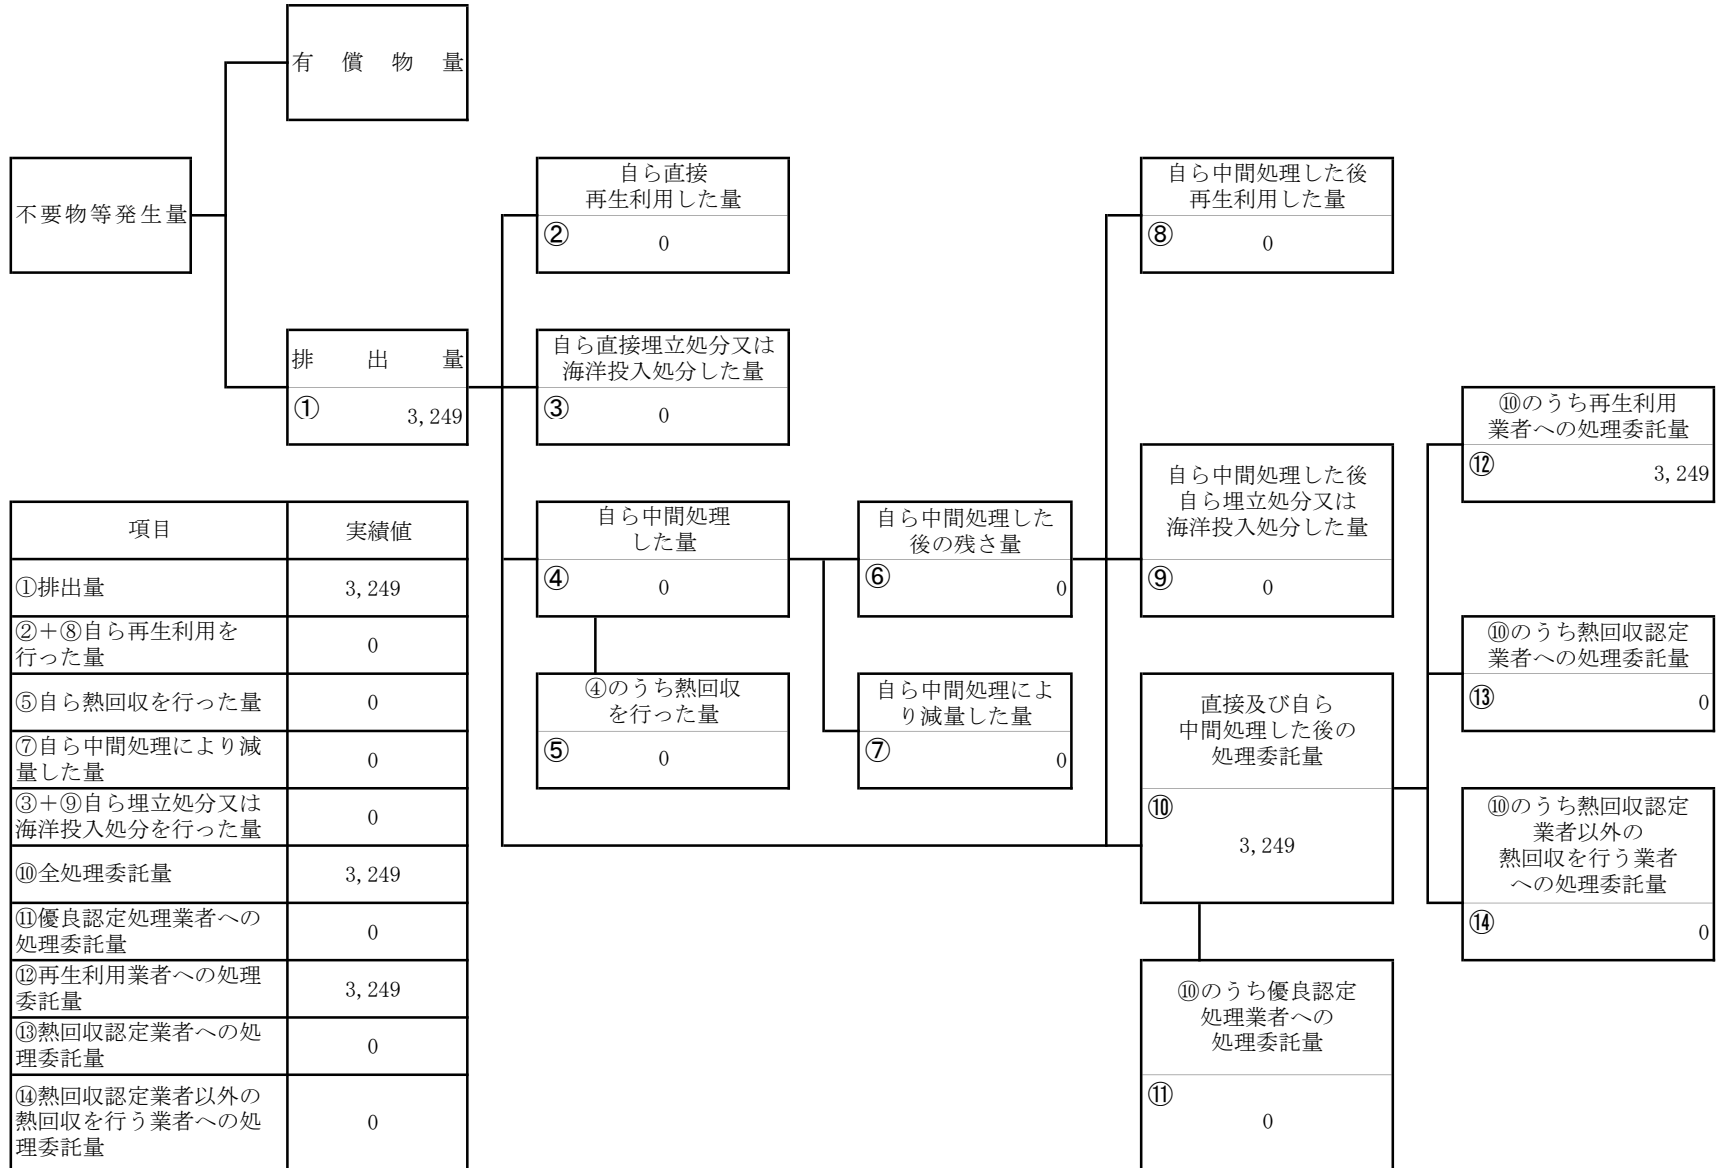 有償物量
不要物等発生量
排出量
①
3,249
自ら直接
再生利用した量
②
0
自ら直接埋立処分又は
海洋投入処分した量
③
0
自ら中間処理
した量
④
0
④のうち熱回収
を行った量
⑤
0
自ら中間処理した
後の残さ量
⑥
0
自ら中間処理によ
り減量した量
⑦
0
自ら中間処理した後
再生利用した量
⑧
0
自ら中間処理した後
自ら埋立処分又は
海洋投入処分した量
⑨
0
直接及び自ら
中間処理した後の
処理委託量
⑩
3,249
⑩のうち優良認定
処理業者への
処理委託量
⑪
0
⑩のうち再生利用
業者への処理委託量
⑫
3,249
⑩のうち熱回収認定
業者への処理委託量
⑬
0
⑩のうち熱回収認定
業者以外の
熱回収を行う業者
への処理委託量
⑭
0
項目
実績値
①排出量
3,249
②＋⑧自ら再生利用を
行った量
0
⑤自ら熱回収を行った量
0
⑦自ら中間処理により減
量した量
0
③＋⑨自ら埋立処分又は
海洋投入処分を行った量
0
⑩全処理委託量
3,249
⑪優良認定処理業者への
処理委託量
0
⑫再生利用業者への処理
委託量
3,249
⑬熱回収認定業者への処
理委託量
0
⑭熱回収認定業者以外の
熱回収を行う業者への処
理委託量
0